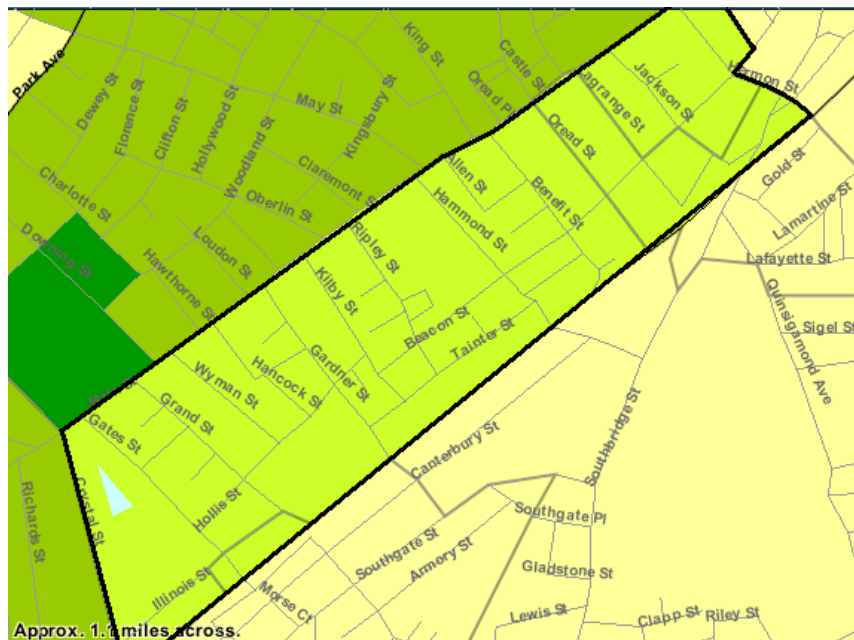 King St
Castle St
Park Ave
Dewey St
Florence St
Clifton St
Hollywood St
May St
Kingsbury St
Oread Pl
Lagrange St
Jackson St
Hermon St
Woodland St
Oread St
Claremont St
Allen St
Gold St
Charlotte St
Oberlin St
Benefit St
Hammond St
Lamartine St
Downing St
Loudon St
Ripley St
Hawthorne St
Lafayette St
Kilby St
Quinsigamond Ave
Beacon St
Sigel St
Tainter St
Gardner St
Hancock St
Wyman St
Grand St
Gates St
Southbridge St
Canterbury St
Crystal St
Richards St
Hollis St
Southgate Pl
Southgate St
Armory St
Gladstone St
Illinois St
Morse Ct
Lewis St
Clapp St
Riley St
Approx. 1.1 miles across.